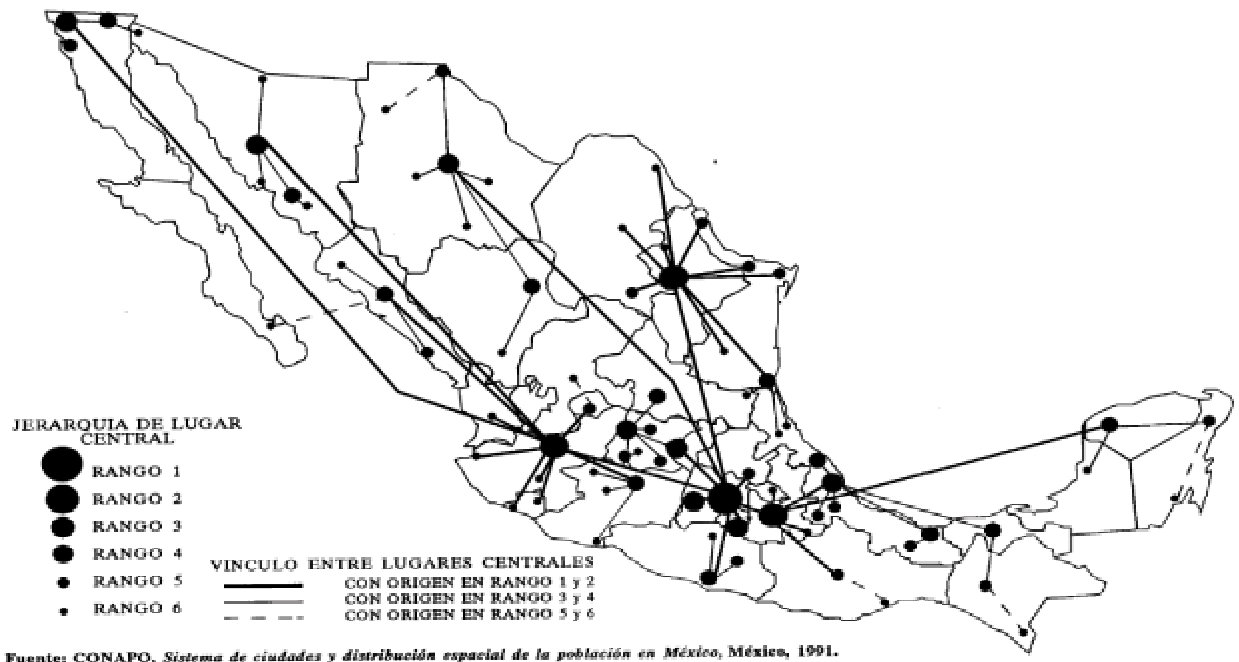 JERARQUIA DE LUGAR
CENTRAL
RANGO 1
RANGO 2
RANGO 3
RANGO 4
RANGO 5
RANGO 6
VINCULO ENTRE LUGARES CENTRALES
CON ORIGEN EN RANGO 1 y 2
CON ORIGEN EN RANGO 3 y 4
CON ORIGEN EN RANGO 5 y 6
Fuente: CONAPO, Sistema de ciudades y distribución espacial de la población en México, México, 1991.